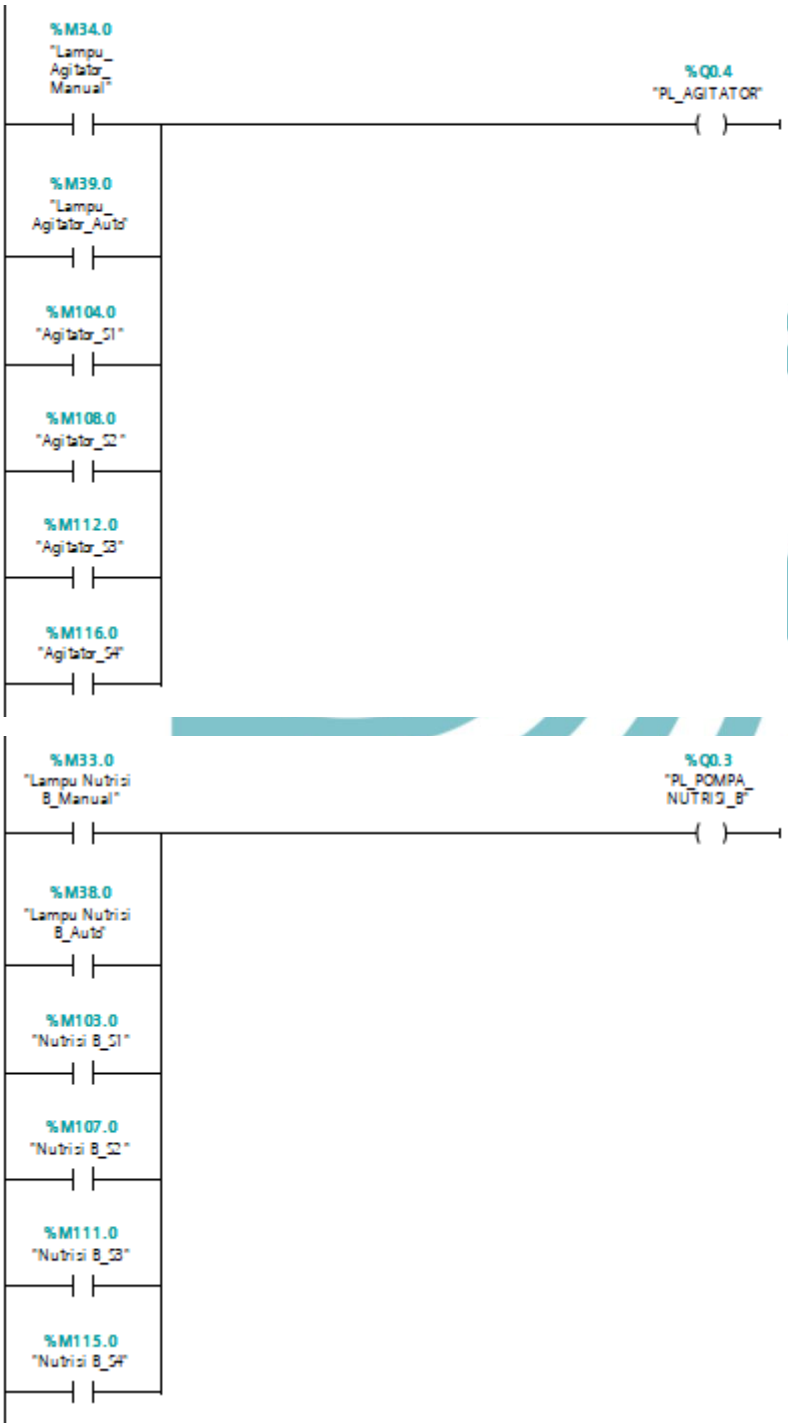 %M34.0
"Lampu_
Agitator_
Manual"
%Q0.4
"PL_AGITATOR"
%M39.0
"Lampu_
Agitator_Auto"
%M104.0
"Agitator_S1"
%M108.0
"Agitator_S2"
%M112.0
"Agitator_S3"
%M116.0
"Agitator_S4"
%M33.0
"Lampu Nutrisi
B_Manual"
%Q0.3
"PL_POMPA_
NUTRISI_B"
%M38.0
"Lampu Nutrisi
B_Auto"
%M103.0
"Nutrisi B_S1"
%M107.0
"Nutrisi B_S2"
%M111.0
"Nutrisi B_S3"
%M115.0
"Nutrisi B_S4"